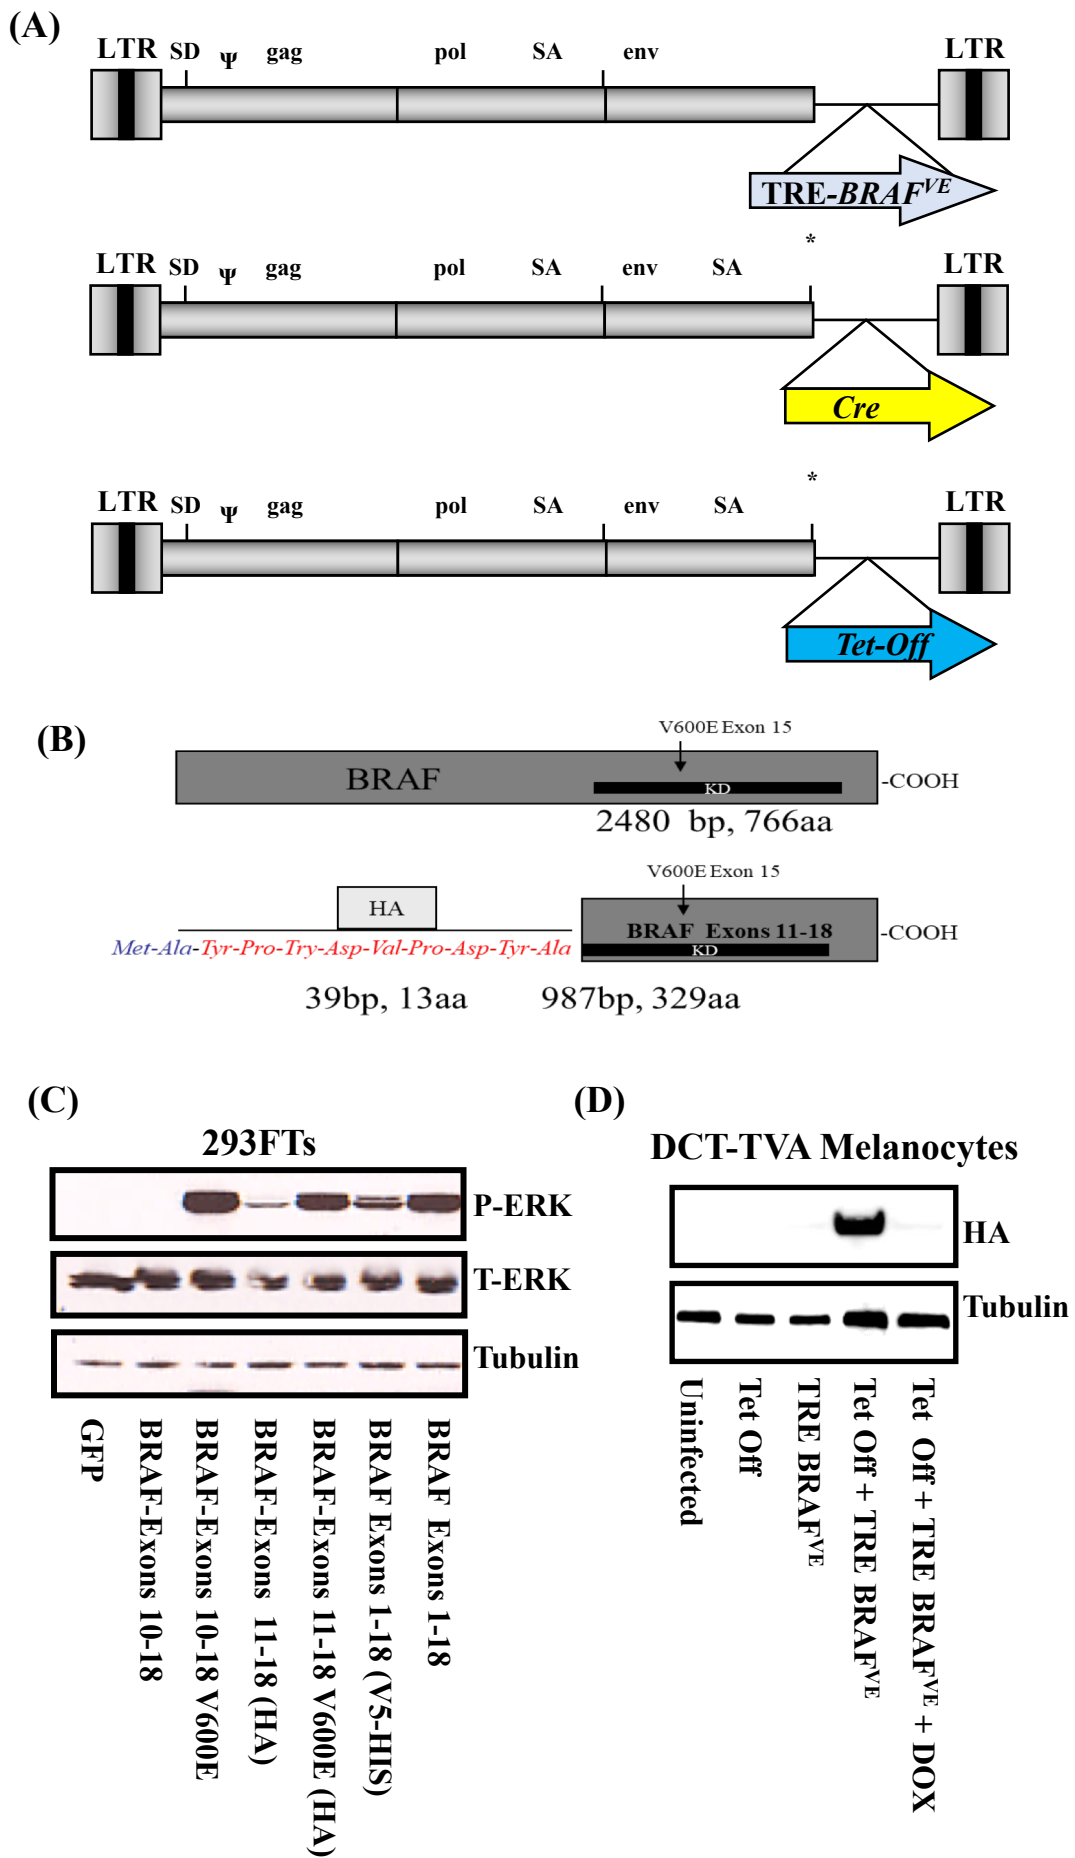 (A)
LTR SD Ψ gag pol SA env LTR
TRE-BRAF^VE
*
LTR SD Ψ gag pol SA env SA LTR
Cre
*
LTR SD Ψ gag pol SA env SA LTR
Tet-Off
(B)
V600E Exon 15
BRAF
KD
-COOH
2480 bp, 766aa
V600E Exon 15
HA
BRAF Exons 11-18
KD
-COOH
Met-Ala-Tyr-Pro-Try-Asp-Val-Pro-Asp-Tyr-Ala
39bp, 13aa
987bp, 329aa
(C)
293FTs
P-ERK
T-ERK
Tubulin
GFP
BRAF-Exons 10-18
BRAF-Exons 10-18 V600E
BRAF-Exons 11-18 (HA)
BRAF-Exons 11-18 V600E (HA)
BRAF Exons 1-18 (V5-HIS)
BRAF Exons 1-18
(D)
DCT-TVA Melanocytes
HA
Tubulin
Uninfected
Tet Off
TRE BRAF^VE
Tet Off + TRE BRAF^VE
Tet Off + TRE BRAF^VE + DOX